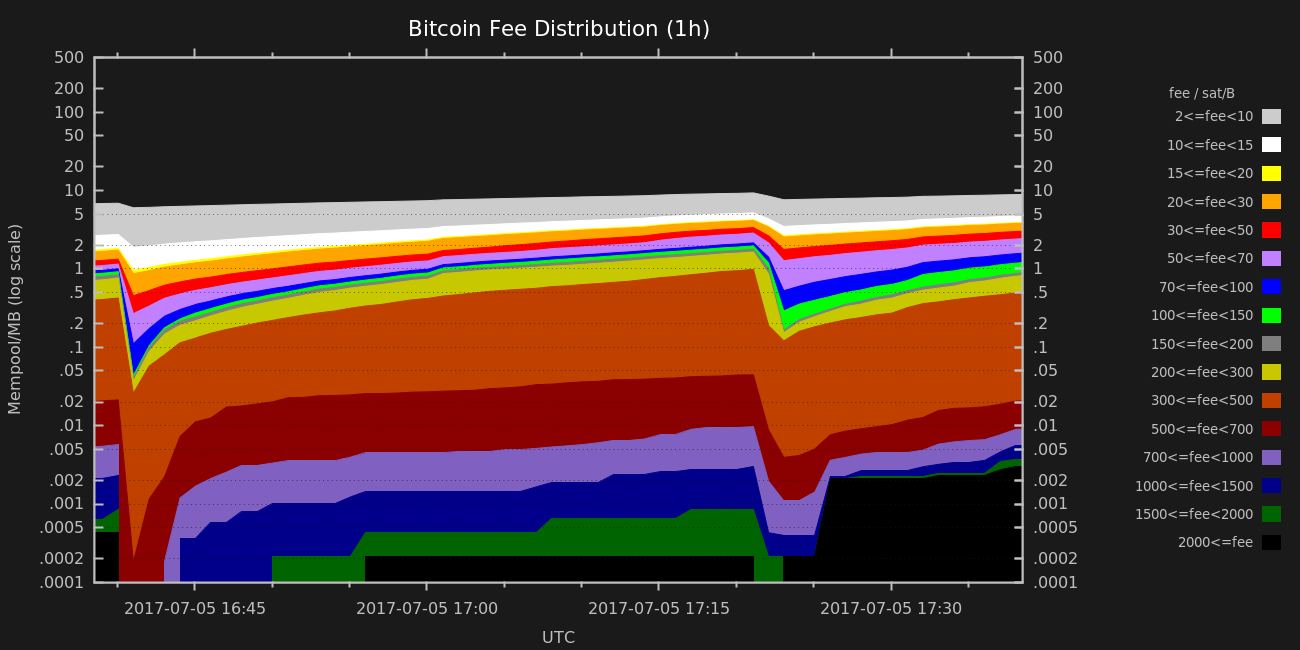 Bitcoin Fee Distribution (1h)
500
200
100
50
20
10
5
2
1
.5
.2
.1
.05
.02
.01
.005
.002
.001
.0005
.0002
.0001
Mempool/MB (log scale)
500
200
100
50
20
10
5
2
1
.5
.2
.1
.05
.02
.01
.005
.002
.001
.0005
.0002
.0001
2017-07-05 16:45
2017-07-05 17:00
2017-07-05 17:15
2017-07-05 17:30
UTC
fee / sat/B
2<=fee<10
10<=fee<15
15<=fee<20
20<=fee<30
30<=fee<50
50<=fee<70
70<=fee<100
100<=fee<150
150<=fee<200
200<=fee<300
300<=fee<500
500<=fee<700
700<=fee<1000
1000<=fee<1500
1500<=fee<2000
2000<=fee